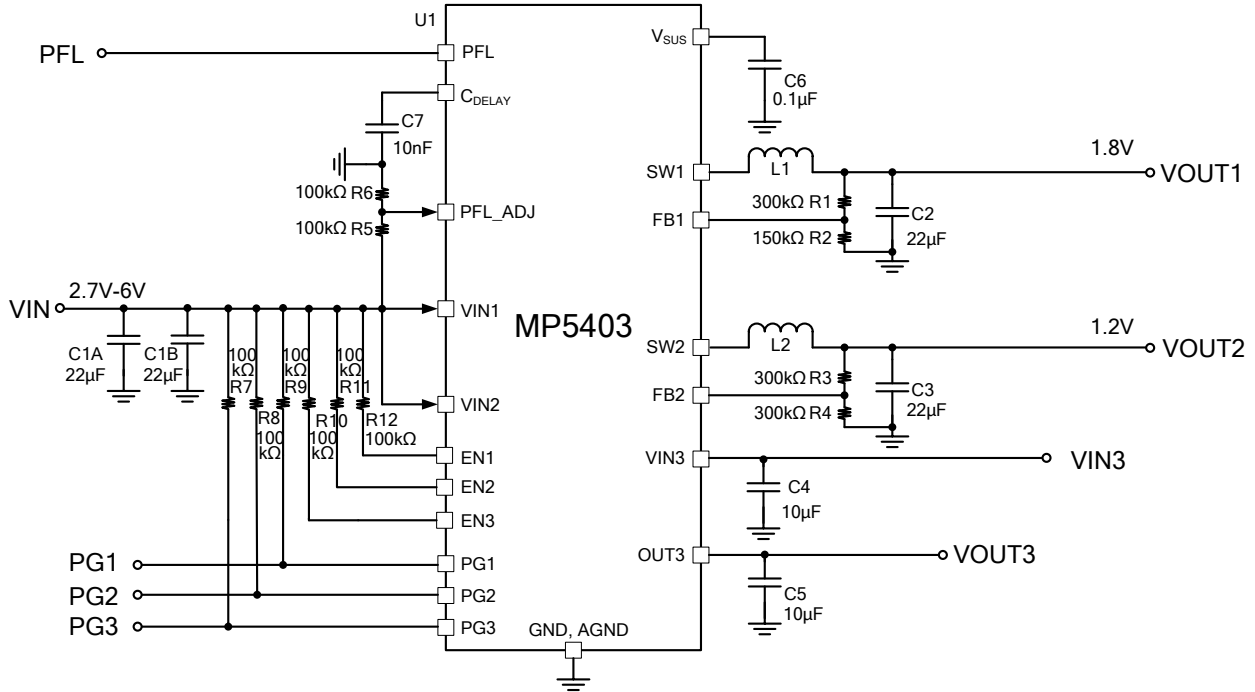 U1
PFL
PFL
VSUS
CDELAY
C6
0.1µF
C7
10nF
1.8V
SW1
L1
VOUT1
100kΩ R6
300kΩ R1
C2
22µF
PFL_ADJ
FB1
100kΩ R5
150kΩ R2
2.7V-6V
VIN
VIN1
MP5403
1.2V
C1A
22µF
C1B
22µF
100
kΩ
R7
100
kΩ
R9
100
kΩ
R11
SW2
L2
VOUT2
300kΩ R3
C3
22µF
VIN2
FB2
R8
100
kΩ
R10
100
kΩ
R12
100kΩ
300kΩ R4
EN1
VIN3
VIN3
EN2
C4
10µF
EN3
OUT3
VOUT3
PG1
PG1
C5
10µF
PG2
PG2
PG3
PG3
GND, AGND